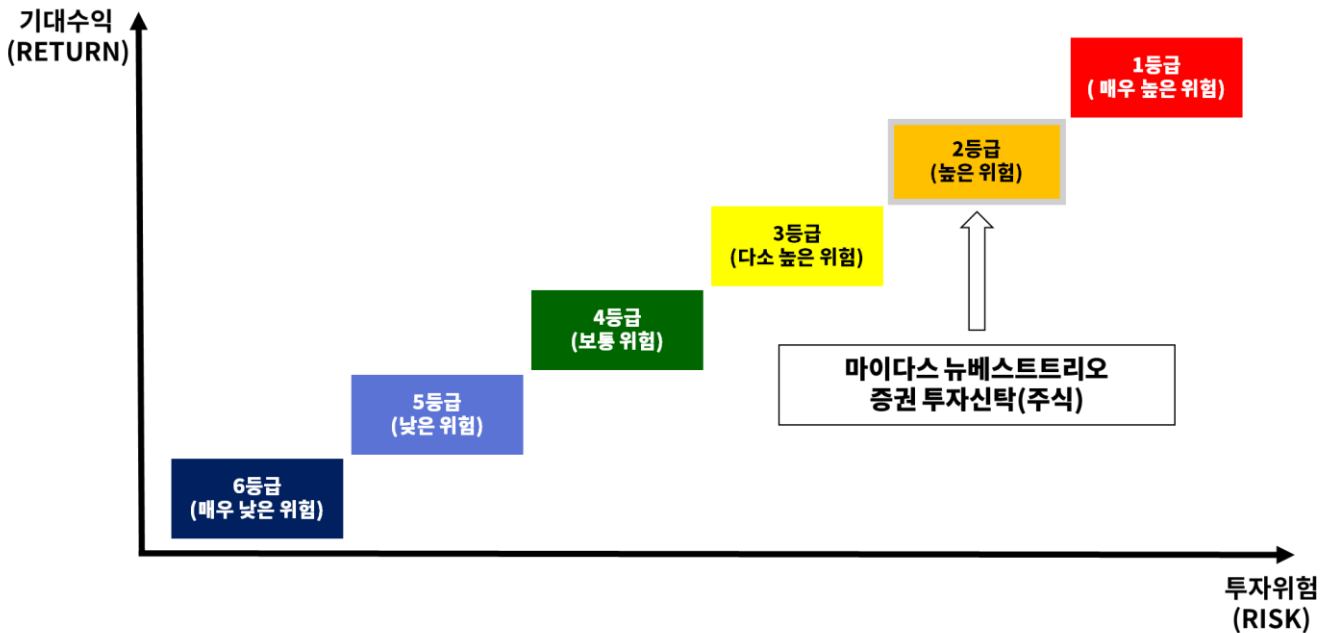 기대수익
(RETURN)
1등급
( 매우 높은 위험)
2등급
(높은 위험)
3등급
(다소 높은 위험)
4등급
(보통 위험)
마이다스 뉴베스트트리오
증권 투자신탁(주식)
5등급
(낮은 위험)
6등급
(매우 낮은 위험)
투자위험
(RISK)